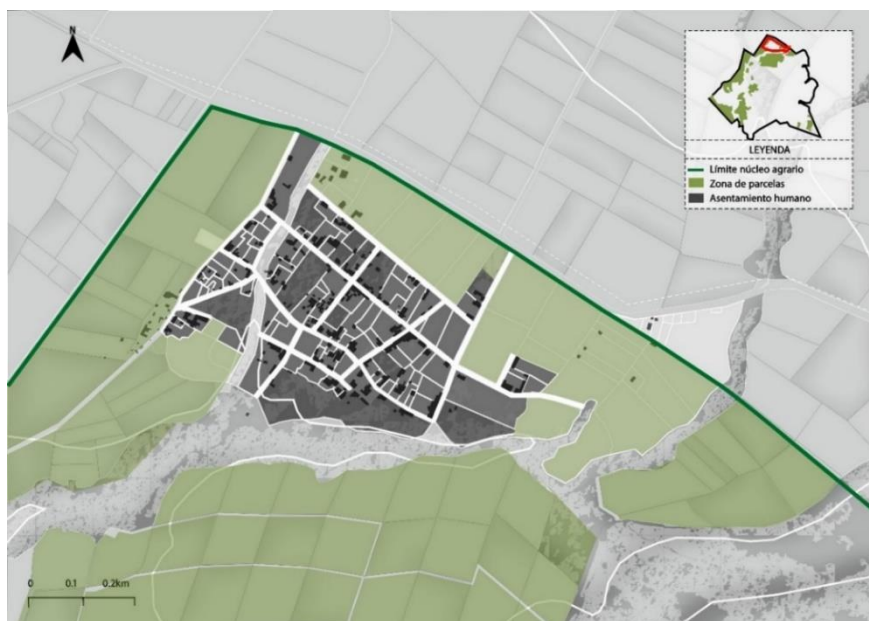 N
LEYENDA
Límite núcleo agrario
Zona de parcelas
Asentamiento humano
0 0.1 0.2km